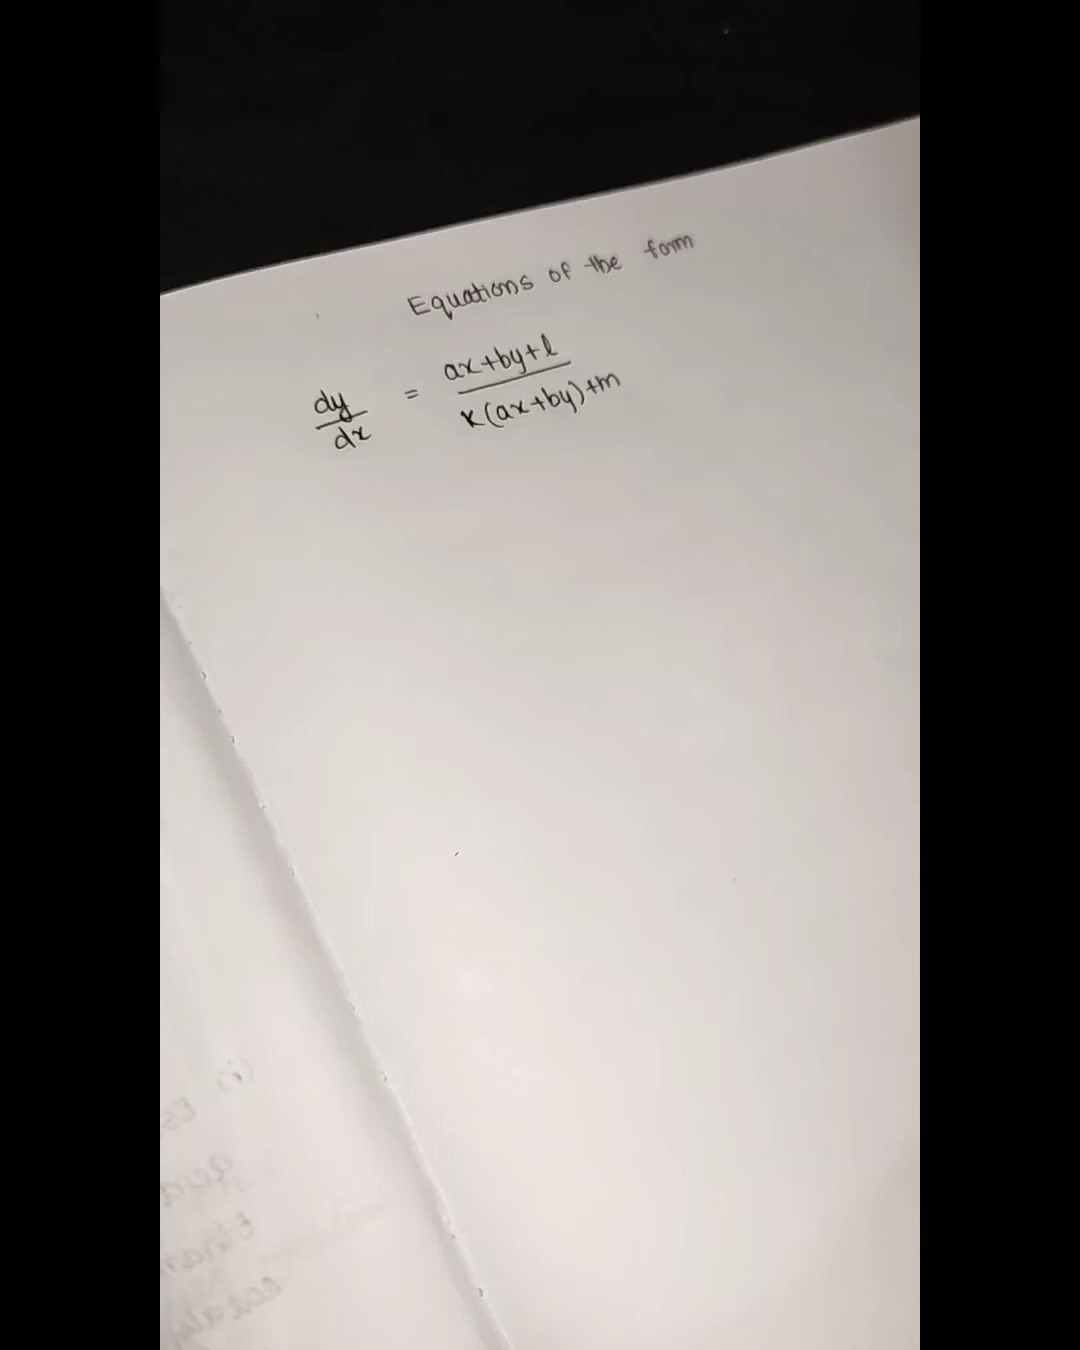 Equations of the form
dy/dx = ax+by+l / k(ax+by)+m